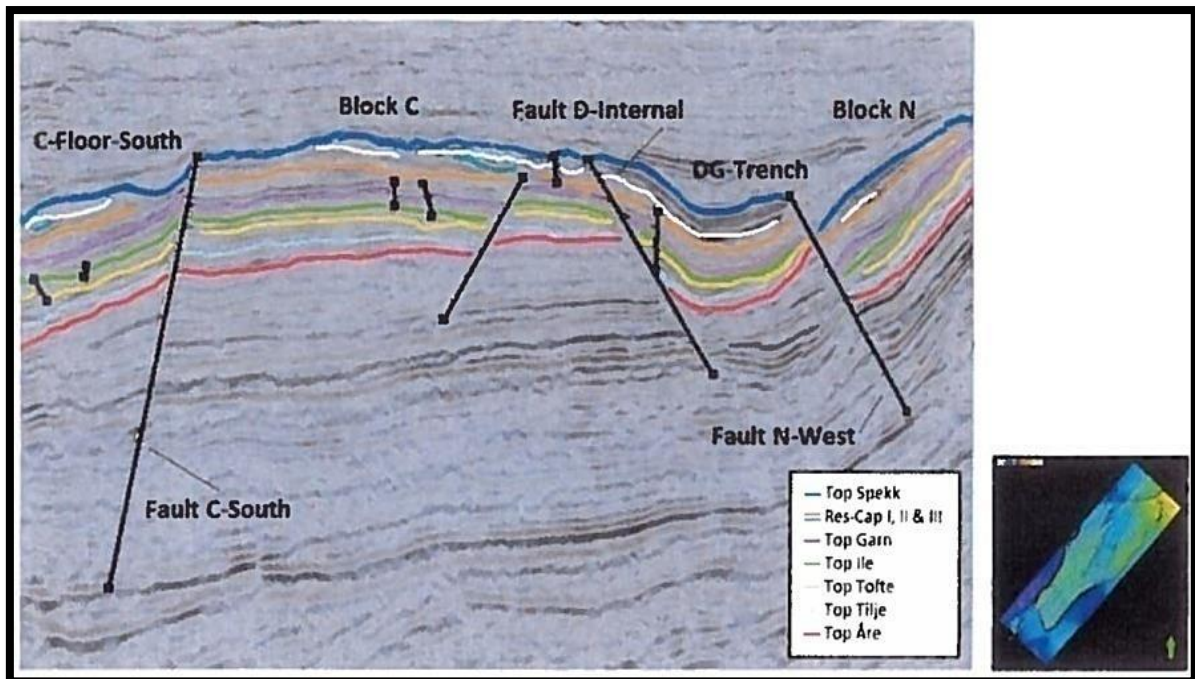 Block C
Fault D-Internal
Block N
C-Floor-South
DG-Trench
Fault N-West
Fault C-South
Top Spekk
Res-Cap I, II & III
Top Garn
Top Ile
Top Tofte
Top Tilje
Top Åre